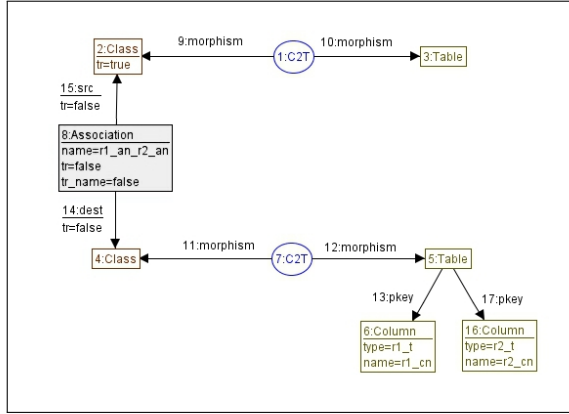 9:morphism
10:morphism
2:Class
tr=true
1:C2T
3:Table
15:src
tr=false
8:Association
name=r1_an_r2_an
tr=false
tr_name=false
14:dest
tr=false
11:morphism
12:morphism
4:Class
7:C2T
5:Table
13:pkey
17:pkey
6:Column
type=r1_t
name=r1_cn
16:Column
type=r2_t
name=r2_cn